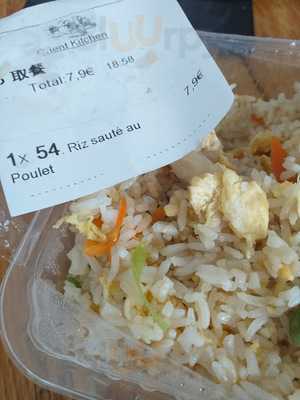 Orient Kitchen
取餐 18:58
Total:7,9€
7,9€
1x 54. Riz sauté au
Poulet